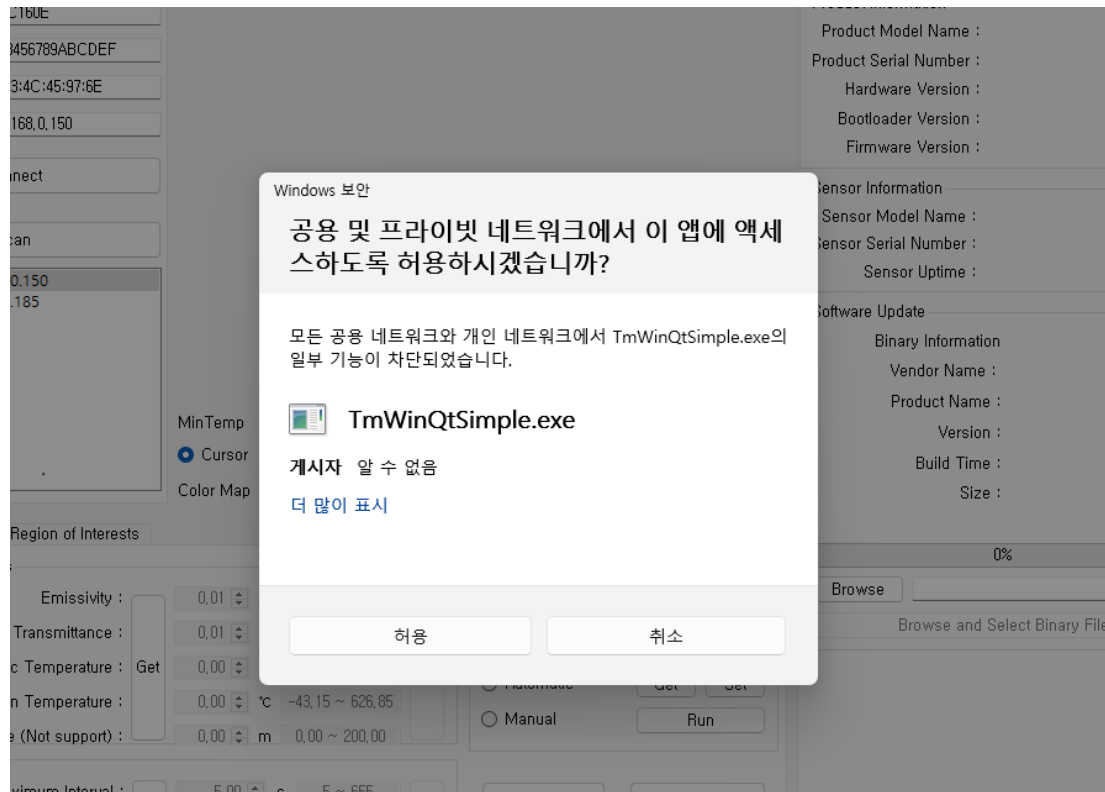 C160E
3456789ABCDEF
3:4C:45:97:6E
168,0,150
nnect
can
0.150
.185
MinTemp
Cursor
Color Map
Windows 보안
공용 및 프라이빗 네트워크에서 이 앱에 액세
스하도록 허용하시겠습니까?
모든 공용 네트워크와 개인 네트워크에서 TmWinQtSimple.exe의
일부 기능이 차단되었습니다.
TmWinQtSimple.exe
게시자 알 수 없음
더 많이 표시
허용
취소
Product Model Name :
Product Serial Number :
Hardware Version :
Bootloader Version :
Firmware Version :
Sensor Information
Sensor Model Name :
Sensor Serial Number :
Sensor Uptime :
Software Update
Binary Information
Vendor Name :
Product Name :
Version :
Build Time :
Size :
0%
Browse
Browse and Select Binary File
Region of Interests
Emissivity : 0,01
Transmittance : 0,01
c Temperature : Get 0,00
n Temperature : 0,00 ℃ -43,15 ~ 626,85
e (Not support) : 0,00 m 0,00 ~ 200,00
Manual
Run